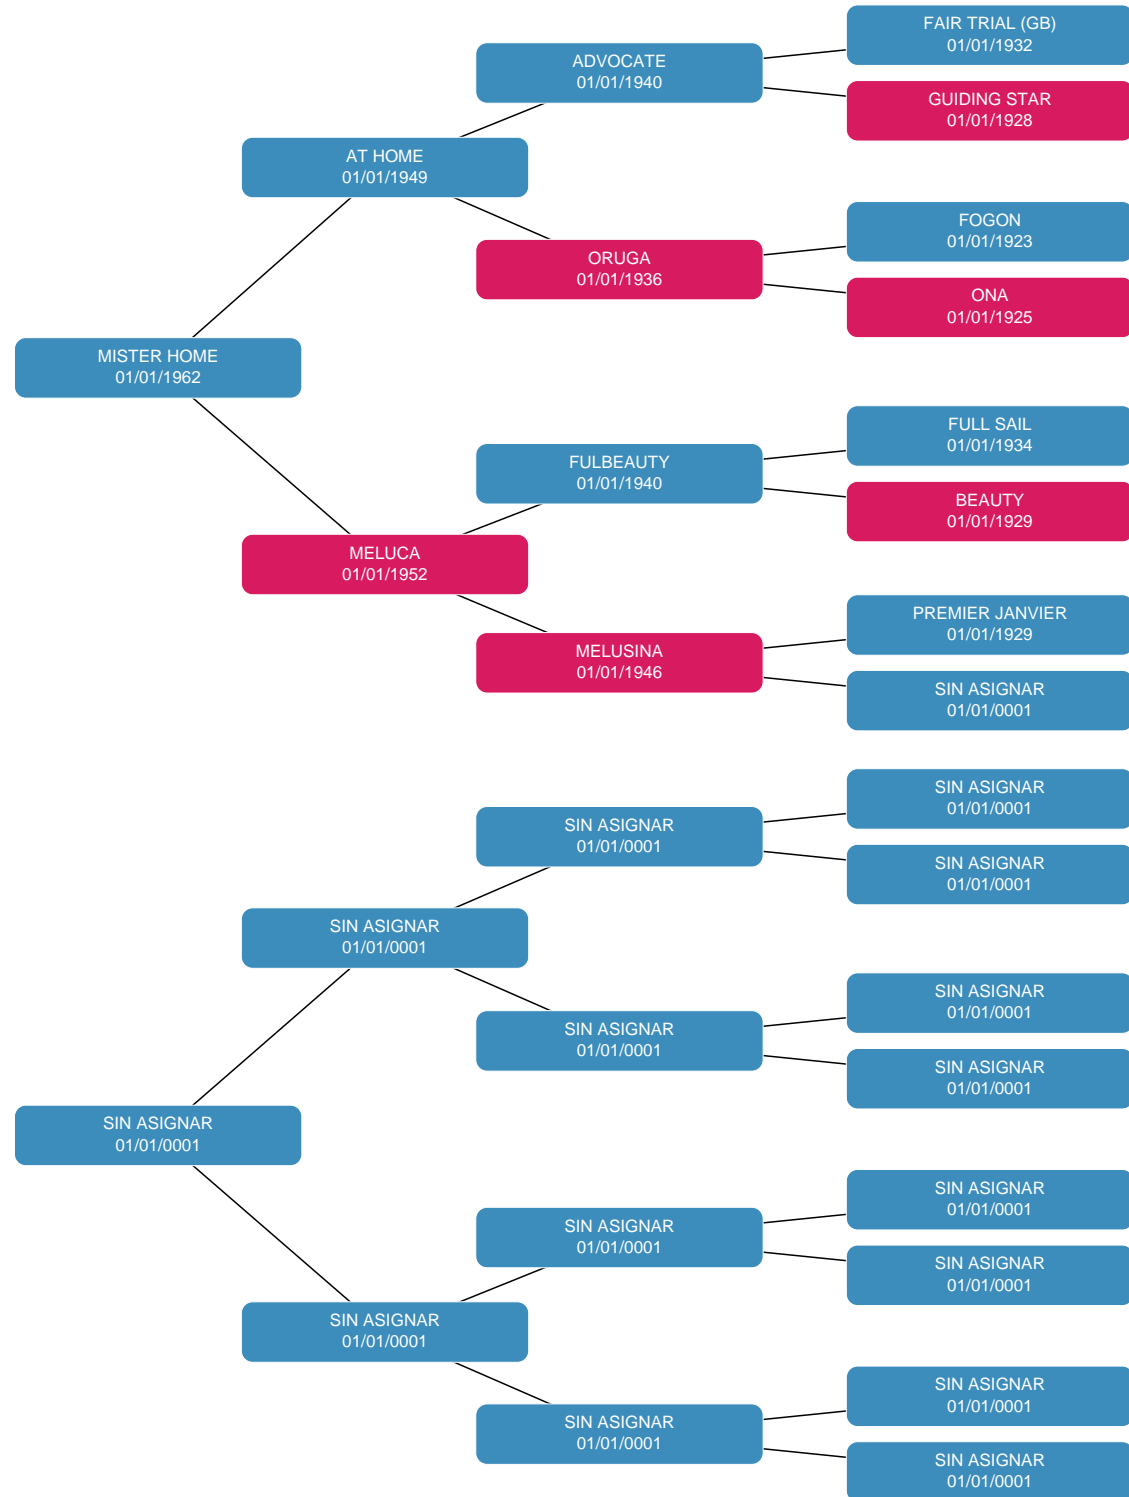 FAIR TRIAL (GB)
01/01/1932
ADVOCATE
01/01/1940
GUIDING STAR
01/01/1928
AT HOME
01/01/1949
FOGON
01/01/1923
ORUGA
01/01/1936
ONA
01/01/1925
MISTER HOME
01/01/1962
FULL SAIL
01/01/1934
FULBEAUTY
01/01/1940
BEAUTY
01/01/1929
MELUCA
01/01/1952
PREMIER JANVIER
01/01/1929
MELUSINA
01/01/1946
SIN ASIGNAR
01/01/0001
SIN ASIGNAR
01/01/0001
SIN ASIGNAR
01/01/0001
SIN ASIGNAR
01/01/0001
SIN ASIGNAR
01/01/0001
SIN ASIGNAR
01/01/0001
SIN ASIGNAR
01/01/0001
SIN ASIGNAR
01/01/0001
SIN ASIGNAR
01/01/0001
SIN ASIGNAR
01/01/0001
SIN ASIGNAR
01/01/0001
SIN ASIGNAR
01/01/0001
SIN ASIGNAR
01/01/0001
SIN ASIGNAR
01/01/0001
SIN ASIGNAR
01/01/0001
SIN ASIGNAR
01/01/0001